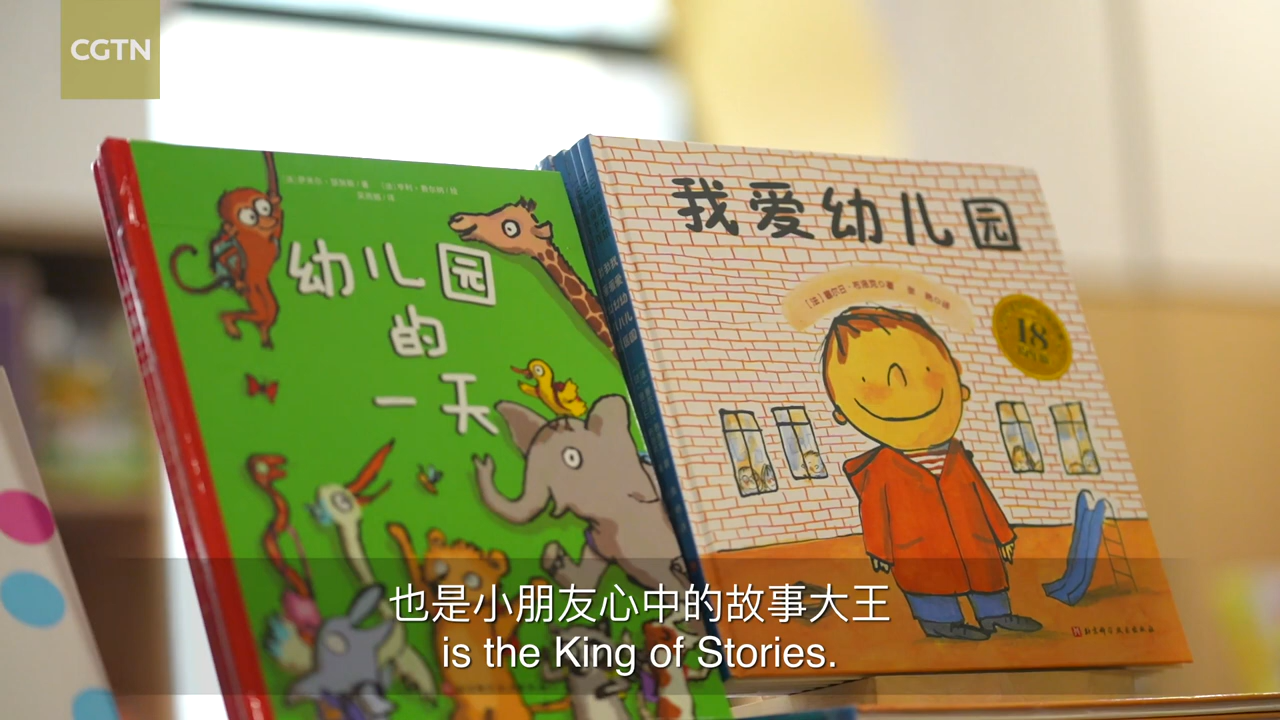 CGTN
幼儿园
的
一天
我爱幼儿园
18
也是小朋友心中的故事大王
is the King of Stories.